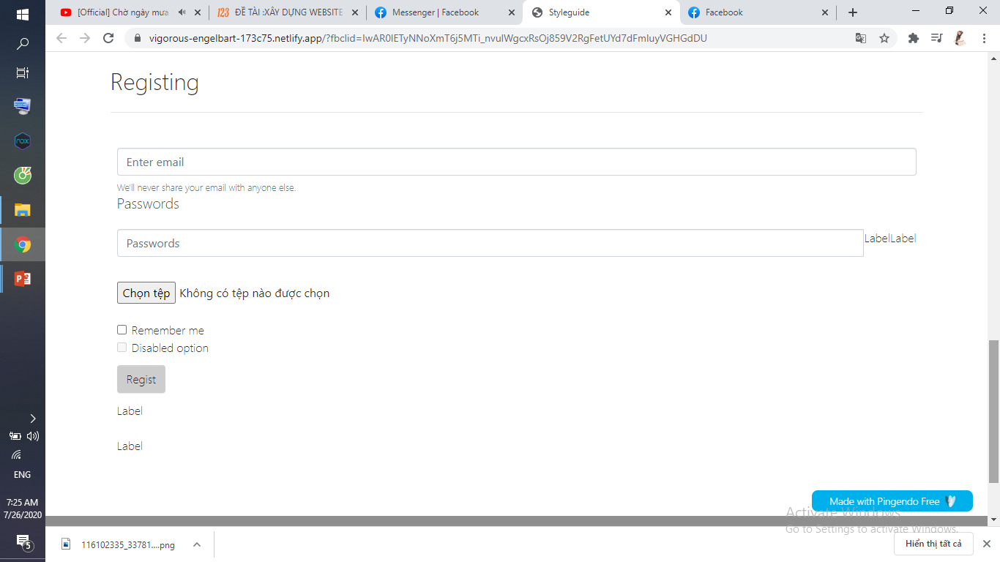 [Official] Chờ ngày mưa
ĐỀ TÀI :XÂY DỰNG WEBSITE
Messenger | Facebook
Styleguide
Facebook
vigorous-engelbart-173c75.netlify.app/?fbclid=IwAR0IETyNNoXmT6j5MTi_nvulWgcxRsOj859V2RgFetUYd7dFmIuyVGHGdDU
Registing
Enter email
We'll never share your email with anyone else.
Passwords
Passwords
LabelLabel
Chọn tệp Không có tệp nào được chọn
Remember me
Disabled option
Regist
Label
Label
Made with Pingendo Free
Activate Windows
Go to Settings to activate Windows.
116102335_33781....png
Hiển thị tất cả
123
nox
ENG
7:25 AM
7/26/2020
5